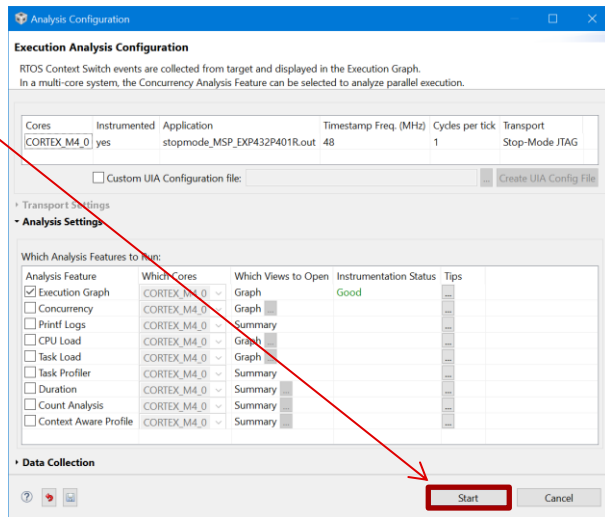 Analysis Configuration
Execution Analysis Configuration
RTOS Context Switch events are collected from target and displayed in the Execution Graph.
In a multi-core system, the Concurrency Analysis Feature can be selected to analyze parallel execution.
Cores Instrumented Application Timestamp Freq. (MHz) Cycles per tick Transport
CORTEX_M4_0 yes stopmode_MSP_EXP432P401R.out 48 1 Stop-Mode JTAG
Custom UIA Configuration file: ... Create UIA Config File
Transport Settings
Analysis Settings
Which Analysis Features to Run:
Analysis Feature Which Cores Which Views to Open Instrumentation Status Tips
Execution Graph CORTEX_M4_0 Graph Good ...
Concurrency CORTEX_M4_0 Graph ... ...
Printf Logs CORTEX_M4_0 Summary ...
CPU Load CORTEX_M4_0 Graph ... ...
Task Load CORTEX_M4_0 Graph ... ...
Task Profiler CORTEX_M4_0 Summary ...
Duration CORTEX_M4_0 Summary ... ...
Count Analysis CORTEX_M4_0 Summary ... ...
Context Aware Profile CORTEX_M4_0 Summary ... ...
Data Collection
? Start Cancel